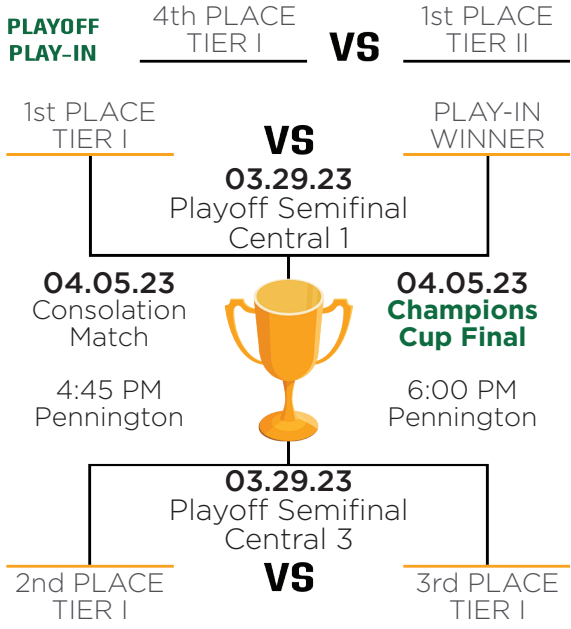 PLAYOFF
PLAY-IN
4th PLACE
TIER I
VS
1st PLACE
TIER II
1st PLACE
TIER I
VS
PLAY-IN
WINNER
03.29.23
Playoff Semifinal
Central 1
04.05.23
Consolation
Match
4:45 PM
Pennington
04.05.23
Champions
Cup Final
6:00 PM
Pennington
03.29.23
Playoff Semifinal
Central 3
2nd PLACE
TIER I
VS
3rd PLACE
TIER I